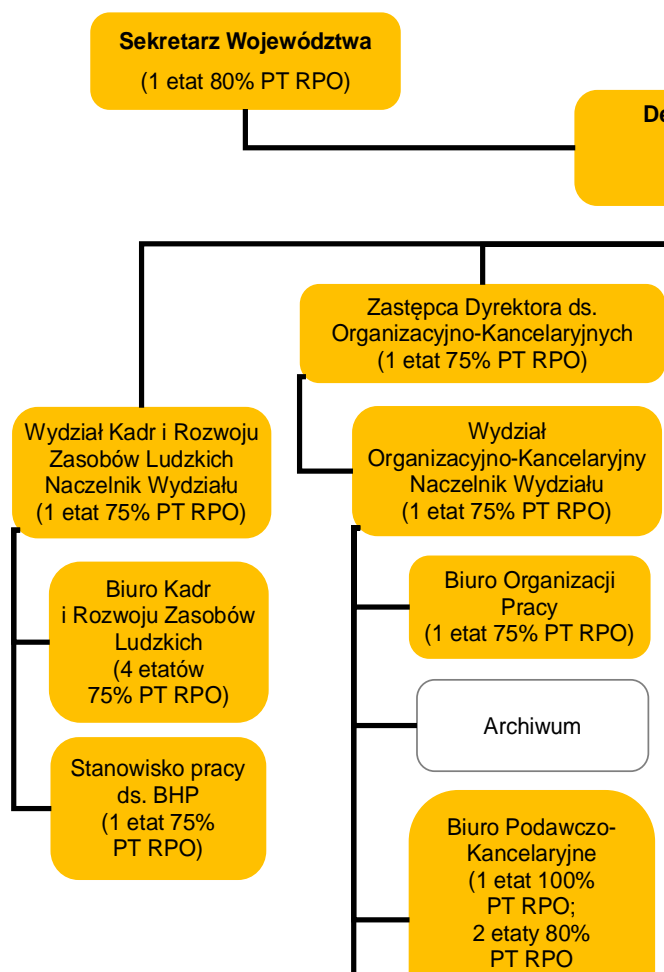 Sekretarz Województwa
(1 etat 80% PT RPO)
Zastępca Dyrektora ds.
Organizacyjno-Kancelaryjnych
(1 etat 75% PT RPO)
Wydział Kadr i Rozwoju
Zasobów Ludzkich
Naczelnik Wydziału
(1 etat 75% PT RPO)
Biuro Kadr
i Rozwoju Zasobów
Ludzkich
(4 etatów
75% PT RPO)
Stanowisko pracy
ds. BHP
(1 etat 75%
PT RPO)
Wydział
Organizacyjno-Kancelaryjny
Naczelnik Wydziału
(1 etat 75% PT RPO)
Biuro Organizacji
Pracy
(1 etat 75% PT RPO)
Archiwum
Biuro Podawczo-
Kancelaryjne
(1 etat 100%
PT RPO;
2 etaty 80%
PT RPO